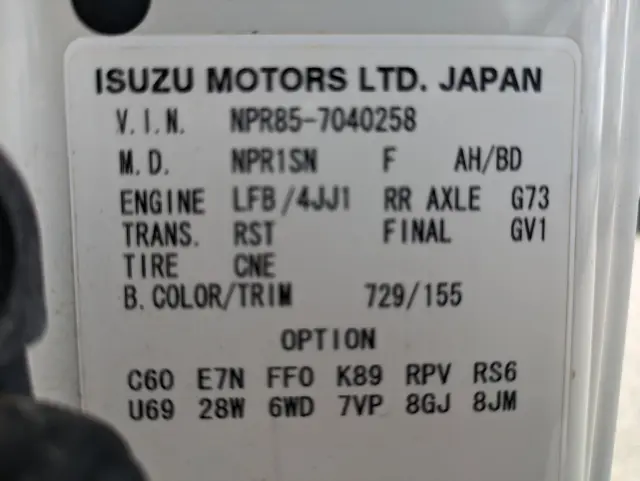 ISUZU MOTORS LTD. JAPAN
V.I.N. NPR85-7040258
M.D. NPR1SN F AH/BD
ENGINE LFB/4JJ1 RR AXLE G73
TRANS. RST FINAL GV1
TIRE CNE
B.COLOR/TRIM 729/155
OPTION
C60 E7N FF0 K89 RPV RS6
U69 28W 6WD 7VP 8GJ 8JM